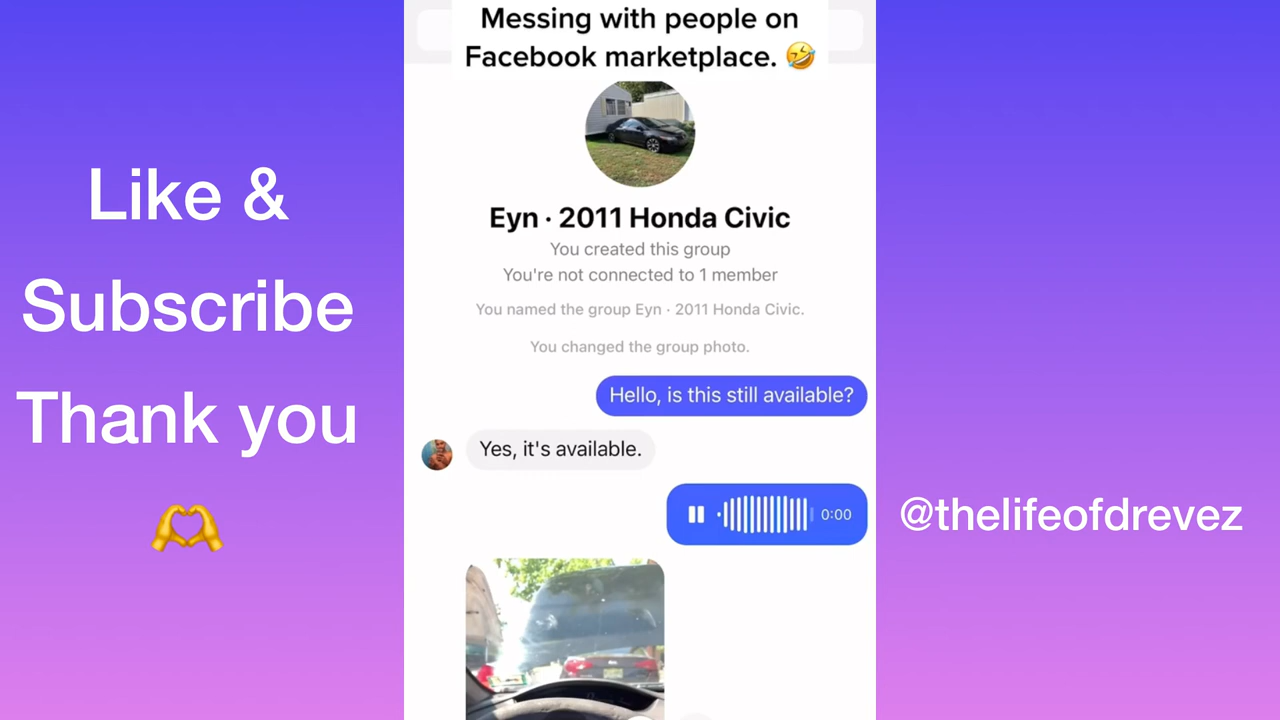 Like &
Subscribe
Thank you
Messing with people on
Facebook marketplace. 🤣
Eyn · 2011 Honda Civic
You created this group
You're not connected to 1 member
You named the group Eyn · 2011 Honda Civic.
You changed the group photo.
Hello, is this still available?
Yes, it's available.
0:00
@thelifeofdrevez